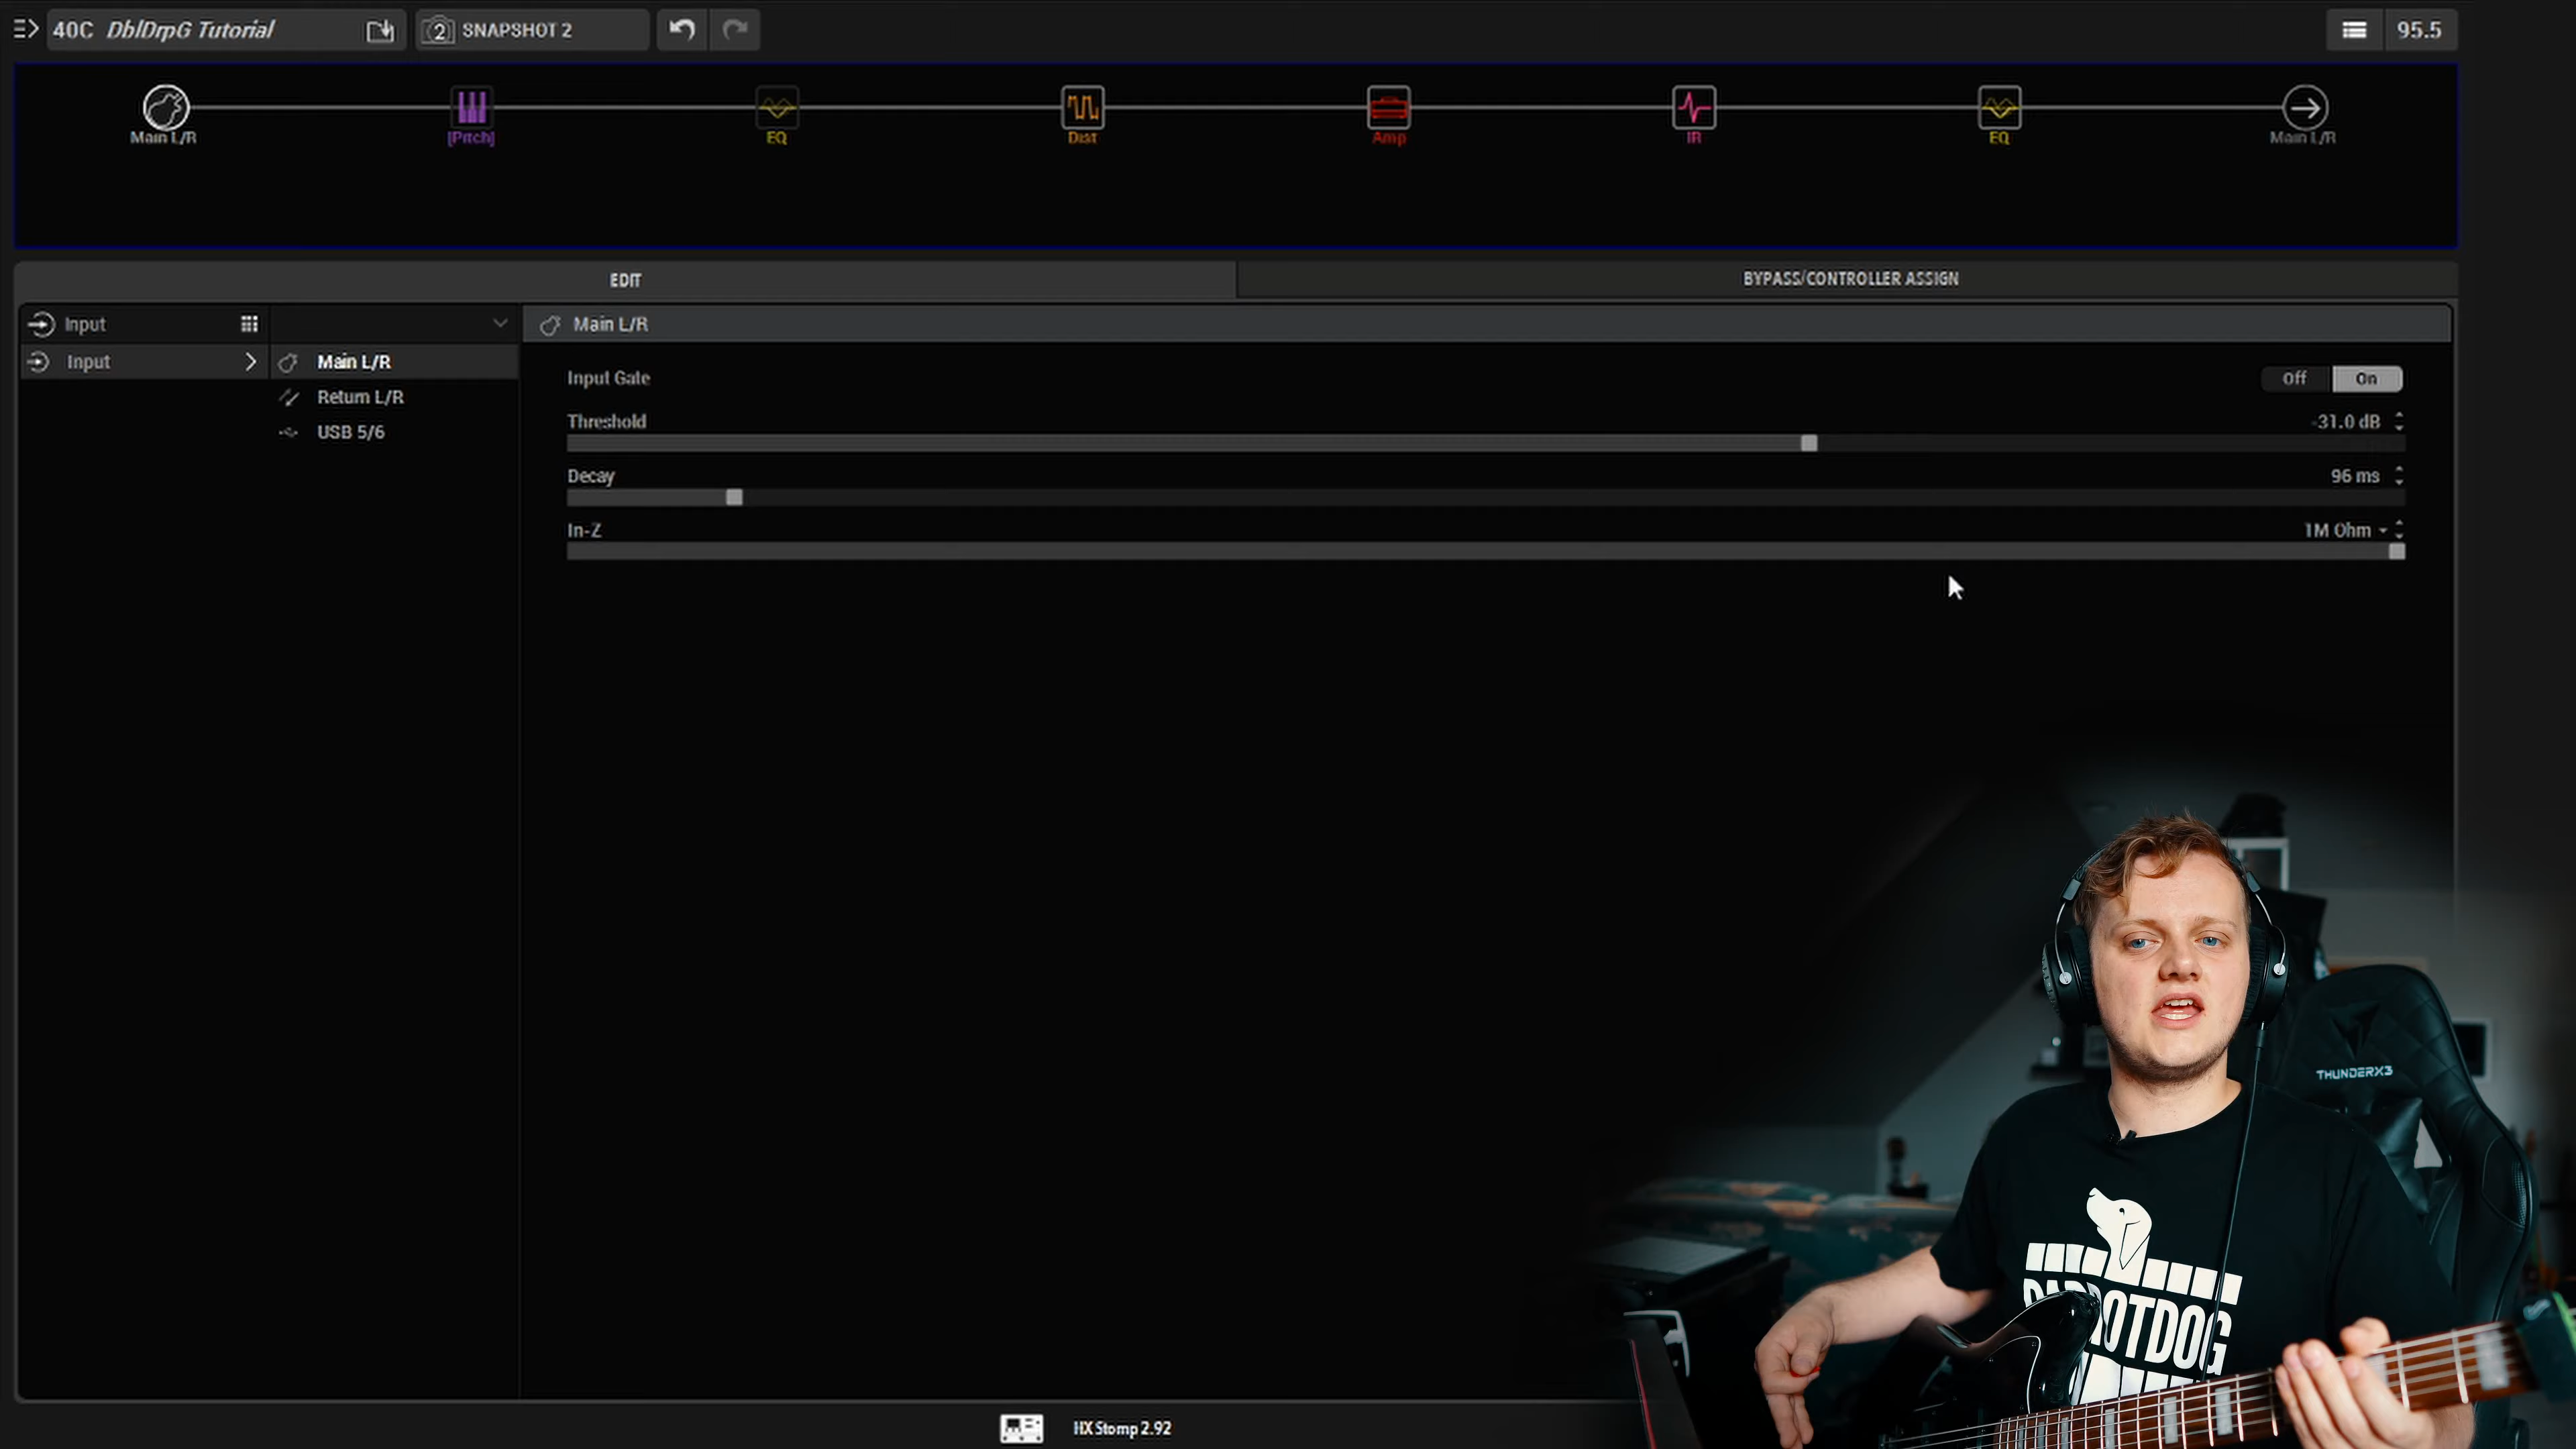 40C DblDrpG Tutorial
2 SNAPSHOT 2
95.5
Main L/R
[Pitch]
EQ
Dist
Amp
IR
EQ
Main L/R
EDIT
BYPASS/CONTROLLER ASSIGN
Input
Main L/R
Input
Main L/R
Return L/R
USB 5/6
Input Gate
Off On
Threshold
-31.0 dB
Decay
96 ms
In-Z
1M Ohm
THUNDERX3
HX Stomp 2.92